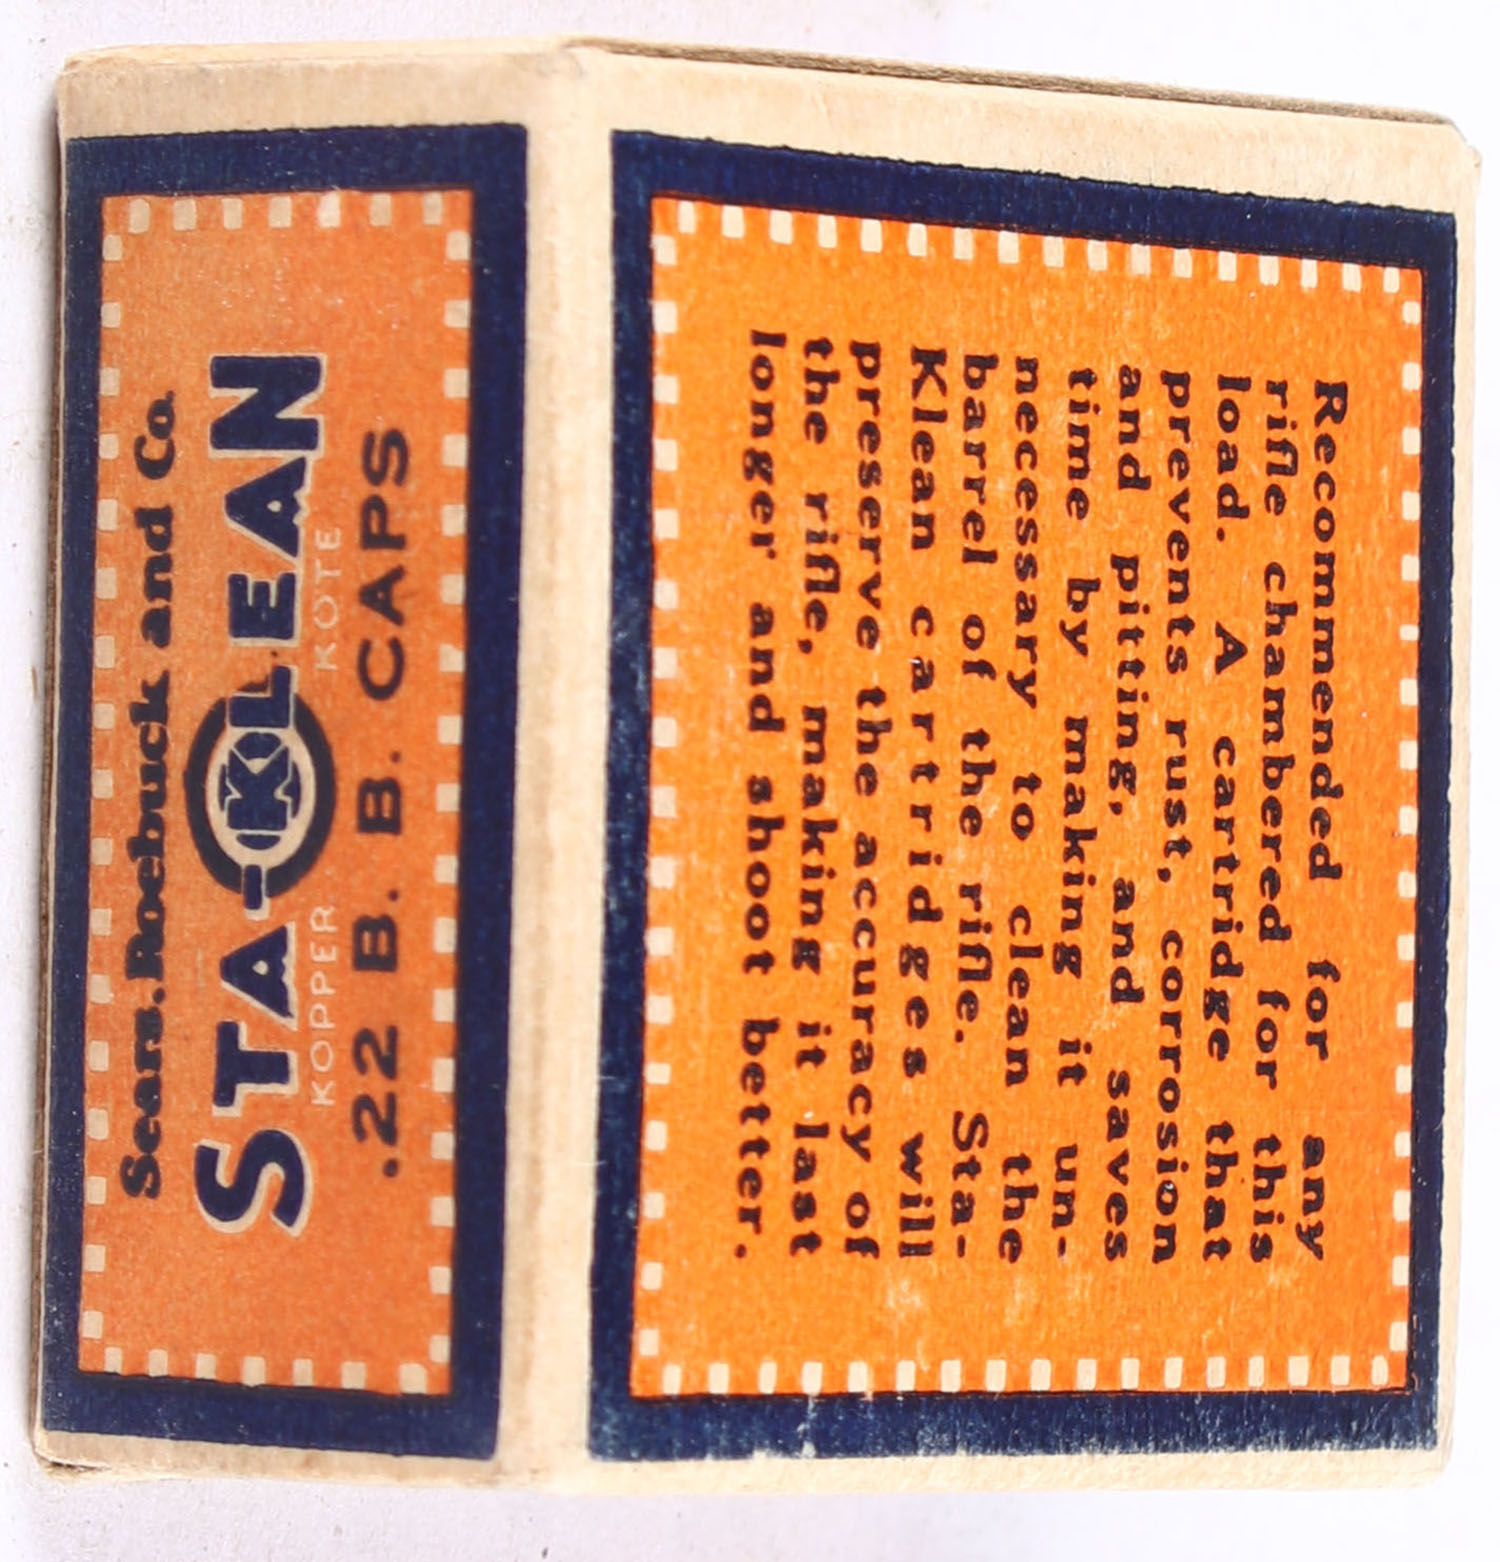 Sears, Roebuck and Co.
STA-KLEAN
KOPPER KOTE
.22 B. B. CAPS
Recommended for any
rifle chambered for this
load. A cartridge that
prevents rust, corrosion
and pitting, and saves
time by making it un-
necessary to clean the
barrel of the rifle. Sta-
Klean cartridges will
preserve the accuracy of
the rifle, making it last
longer and shoot better.